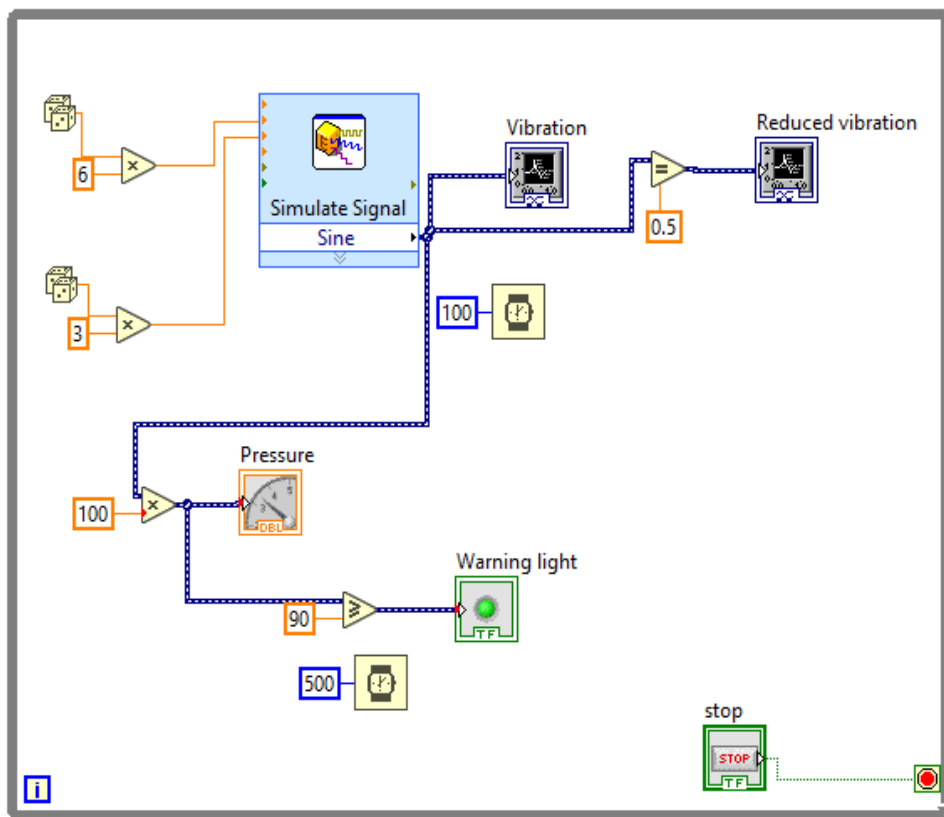 Vibration
Reduced vibration
6
×
Simulate Signal
Sine
=
0.5
3
×
100
Pressure
100
×
DBL
Warning light
90
≥
TF
500
stop
STOP
TF
i